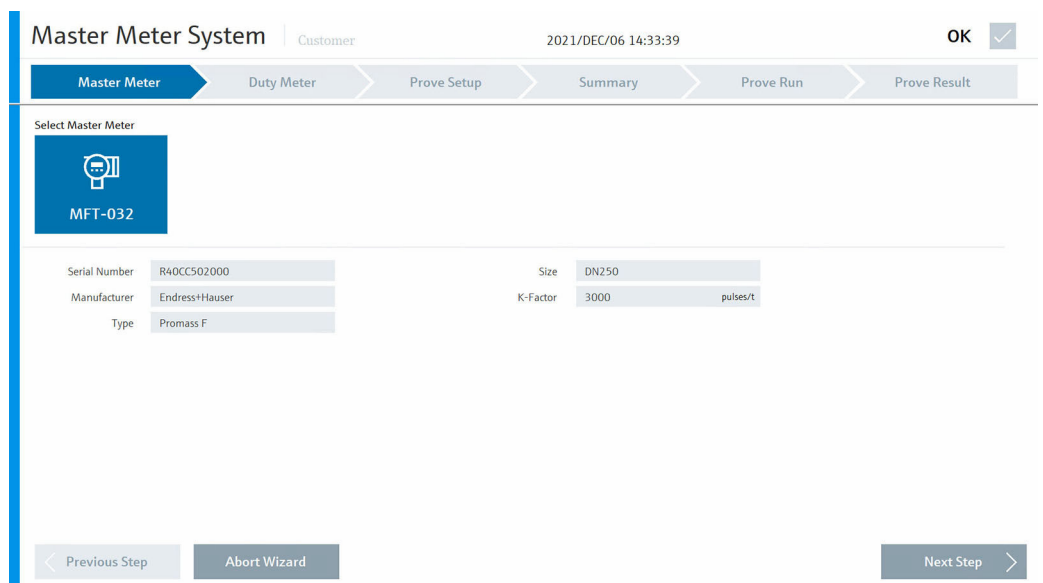 Master Meter System Customer 2021/DEC/06 14:33:39 OK
Master Meter Duty Meter Prove Setup Summary Prove Run Prove Result
Select Master Meter
MFT-032
Serial Number R40CC502000 Size DN250
Manufacturer Endress+Hauser K-Factor 3000 pulses/t
Type Promass F
Previous Step Abort Wizard Next Step